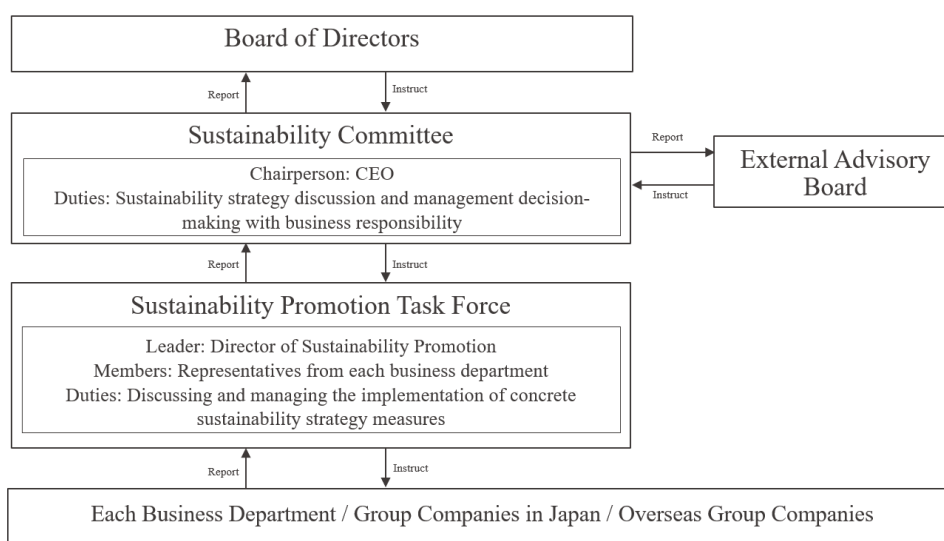 Board of Directors
Report
Instruct
Sustainability Committee
Chairperson: CEO
Duties: Sustainability strategy discussion and management decision-
making with business responsibility
Report
External Advisory
Board
Instruct
Report
Instruct
Sustainability Promotion Task Force
Leader: Director of Sustainability Promotion
Members: Representatives from each business department
Duties: Discussing and managing the implementation of concrete
sustainability strategy measures
Report
Instruct
Each Business Department / Group Companies in Japan / Overseas Group Companies